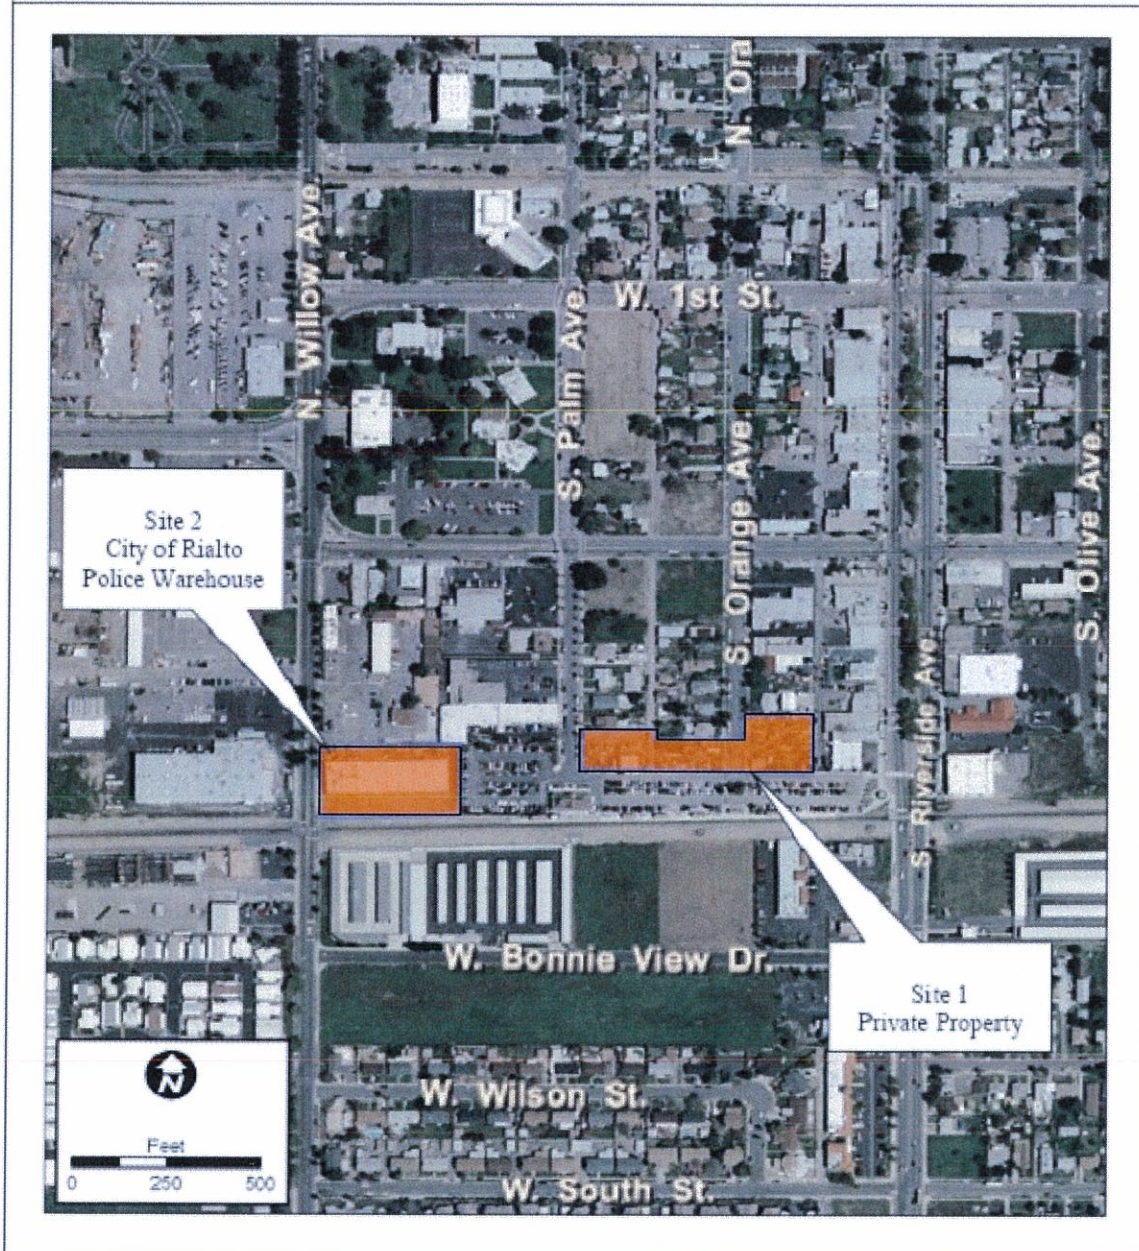 N. Ora
N. Willow Ave.
W. 1st St.
S. Palm Ave.
S. Orange Ave.
S. Olive Ave.
Site 2
City of Rialto
Police Warehouse
S. Riverside Ave.
W. Bonnie View Dr.
Site 1
Private Property
N
Feet
0 250 500
W. Wilson St.
W. South St.